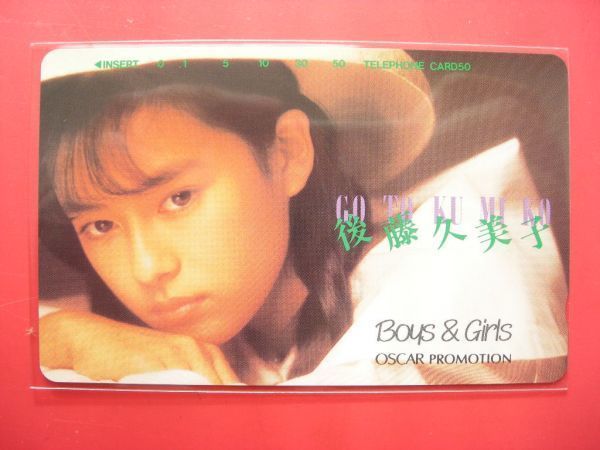 ◀INSERT 0 1 5 10 30 50 TELEPHONE CARD50
GO TO KU MI KO
後藤久美子
Boys & Girls
OSCAR PROMOTION